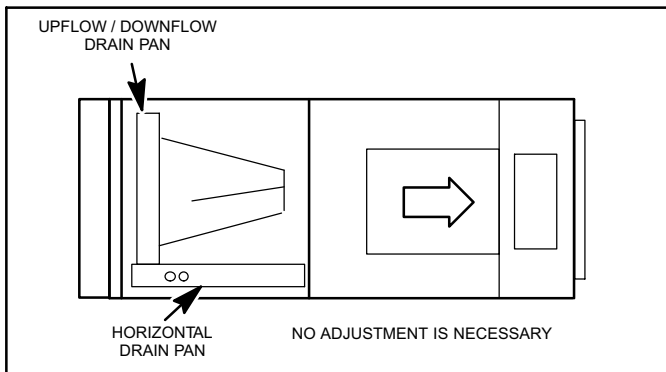 UPFLOW / DOWNFLOW
DRAIN PAN
HORIZONTAL
DRAIN PAN
NO ADJUSTMENT IS NECESSARY